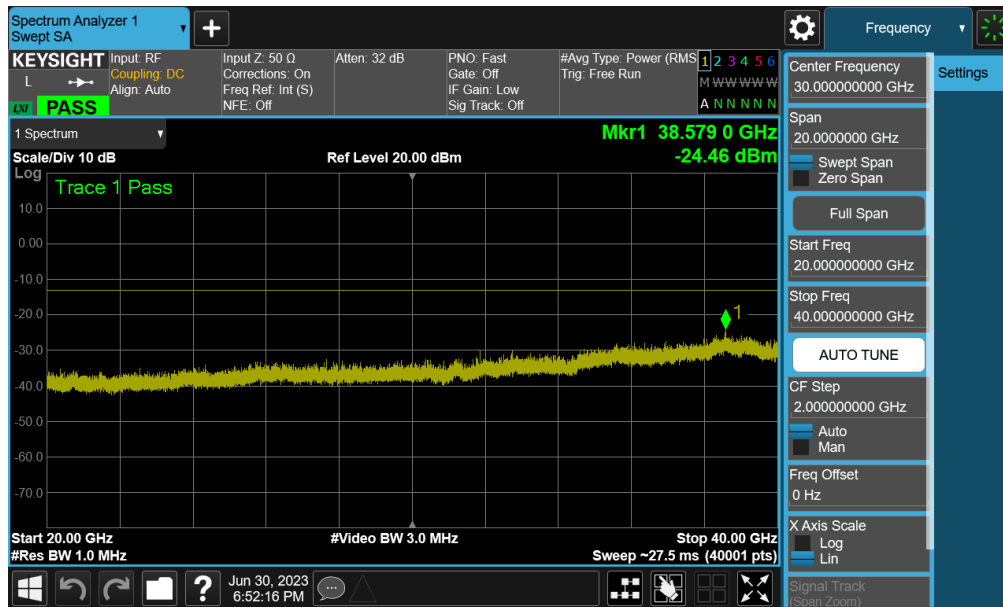 Spectrum Analyzer 1
Swept SA
+
Frequency
KEYSIGHT
L
LXI
PASS
Input: RF
Coupling: DC
Align: Auto
Input Z: 50 Ω
Corrections: On
Freq Ref: Int (S)
NFE: Off
Atten: 32 dB
PNO: Fast
Gate: Off
IF Gain: Low
Sig Track: Off
#Avg Type: Power (RMS
Trig: Free Run
1 2 3 4 5 6
M W W W W W
A N N N N N
1 Spectrum
Scale/Div 10 dB
Ref Level 20.00 dBm
Mkr1 38.579 0 GHz
-24.46 dBm
Log
Trace 1 Pass
10.0
0.00
-10.0
-20.0
-30.0
-40.0
-50.0
-60.0
-70.0
1
Start 20.00 GHz
#Video BW 3.0 MHz
Stop 40.00 GHz
#Res BW 1.0 MHz
Sweep ~27.5 ms (40001 pts)
?
Jun 30, 2023
6:52:16 PM
Center Frequency
30.000000000 GHz
Settings
Span
20.0000000 GHz
Swept Span
Zero Span
Full Span
Start Freq
20.000000000 GHz
Stop Freq
40.000000000 GHz
AUTO TUNE
CF Step
2.000000000 GHz
Auto
Man
Freq Offset
0 Hz
X Axis Scale
Log
Lin
Signal Track
(Span Zoom)